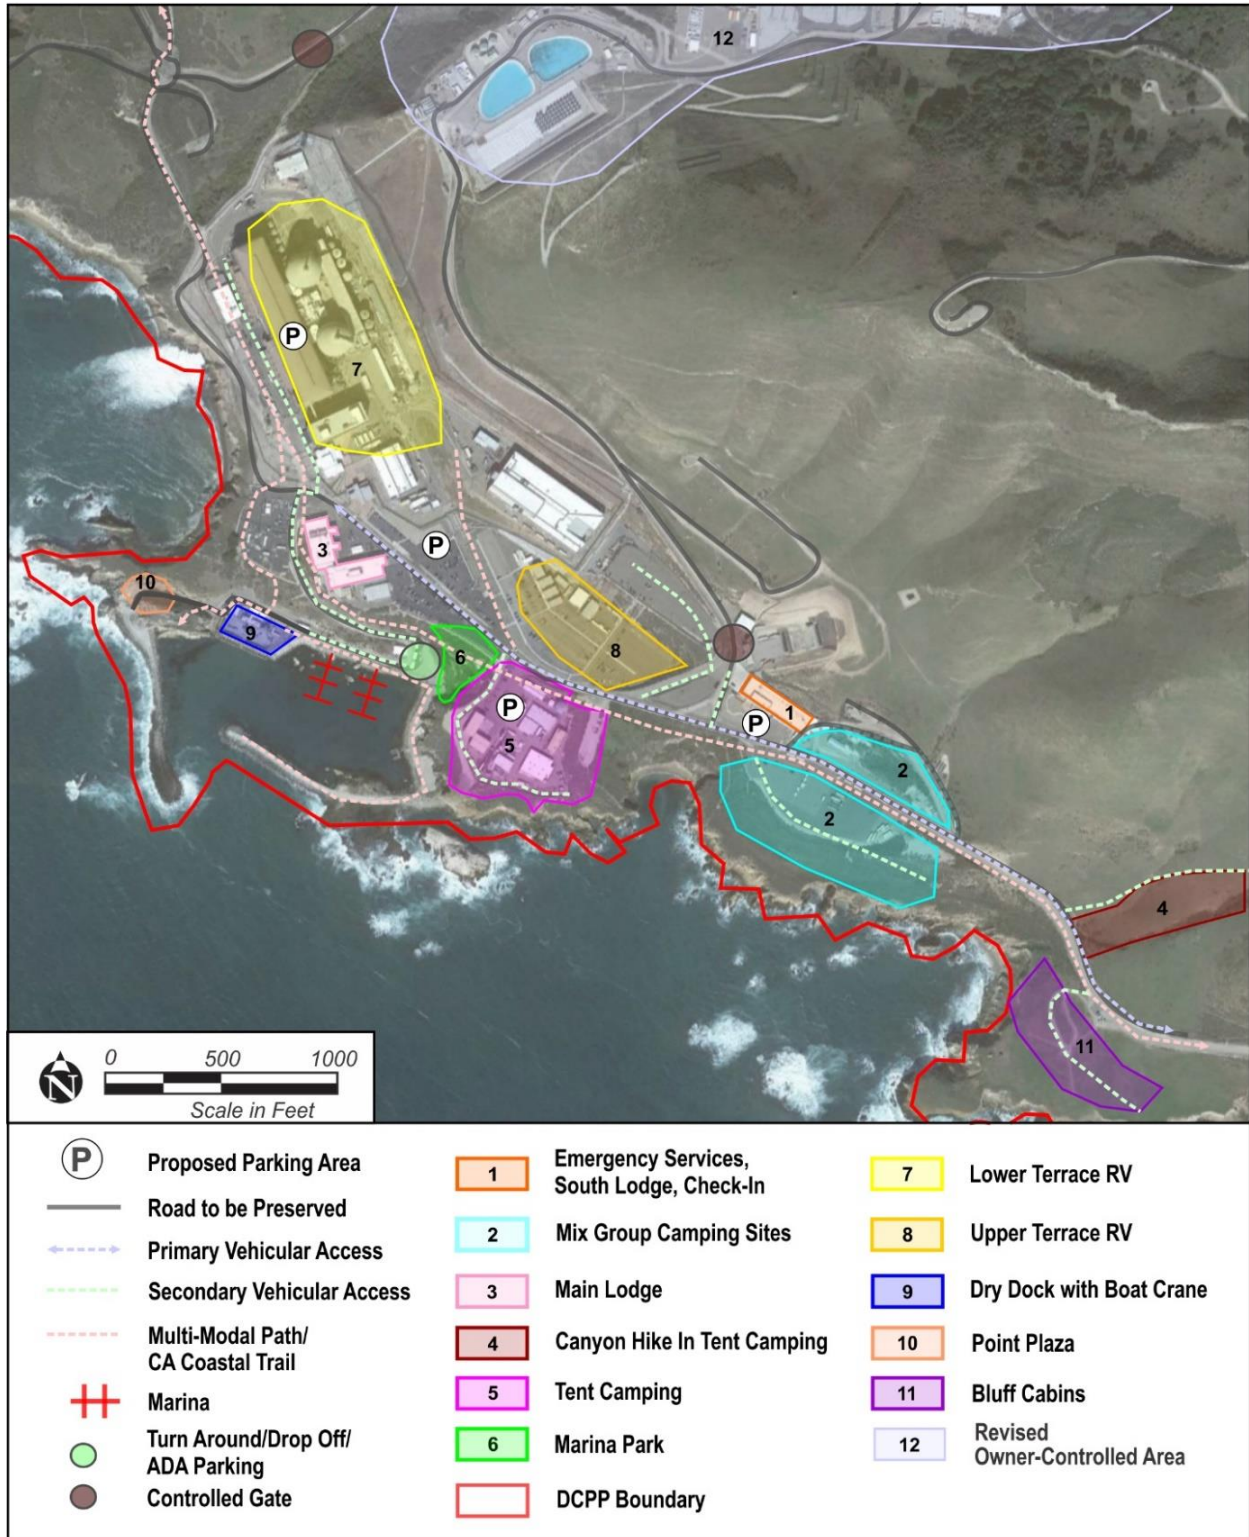 12
P
7
3
P
10
9
6
8
P
5
P
1
2
2
4
11
N
0 500 1000
Scale in Feet
P Proposed Parking Area
Road to be Preserved
Primary Vehicular Access
Secondary Vehicular Access
Multi-Modal Path/
CA Coastal Trail
Marina
Turn Around/Drop Off/
ADA Parking
Controlled Gate
1 Emergency Services,
South Lodge, Check-In
2 Mix Group Camping Sites
3 Main Lodge
4 Canyon Hike In Tent Camping
5 Tent Camping
6 Marina Park
DCPP Boundary
7 Lower Terrace RV
8 Upper Terrace RV
9 Dry Dock with Boat Crane
10 Point Plaza
11 Bluff Cabins
12 Revised
Owner-Controlled Area